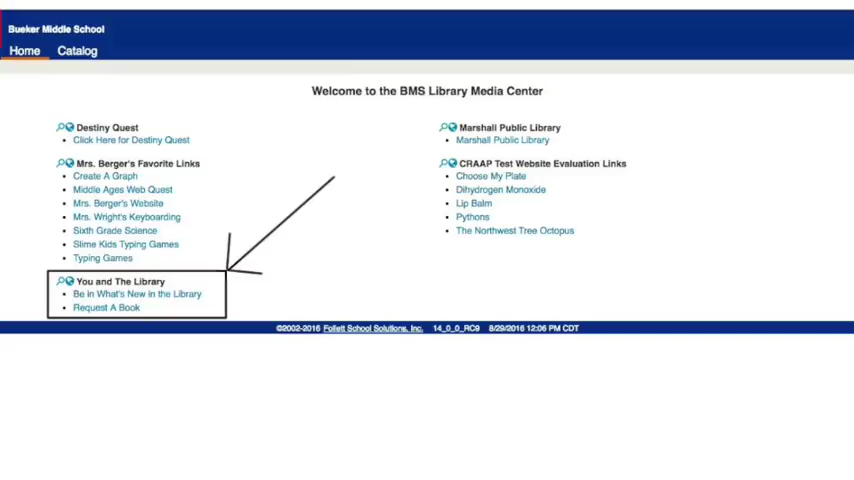 Bueker Middle School
Home Catalog
Welcome to the BMS Library Media Center
Destiny Quest
Click Here for Destiny Quest
Mrs. Berger's Favorite Links
Create A Graph
Middle Ages Web Quest
Mrs. Berger's Website
Mrs. Wright's Keyboarding
Sixth Grade Science
Slime Kids Typing Games
Typing Games
You and The Library
Be in What's New in the Library
Request A Book
Marshall Public Library
Marshall Public Library
CRAAP Test Website Evaluation Links
Choose My Plate
Dihydrogen Monoxide
Lip Balm
Pythons
The Northwest Tree Octopus
©2002-2016 Follett School Solutions, Inc. 14_0_0_RC9 8/29/2016 12:06 PM CDT